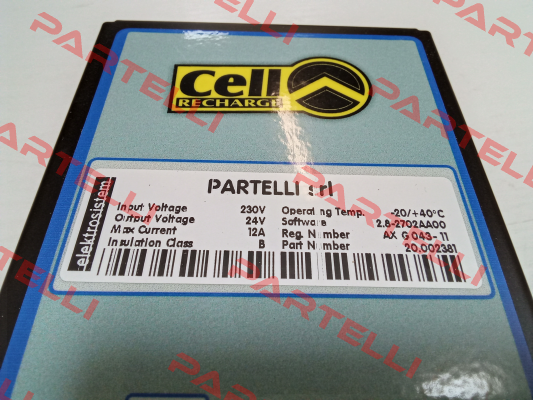 Cell
RECHARGE
PARTELLI srl
elektrosistem
Input Voltage 230V Operating Temp. -20/+40°C
Output Voltage 24V Software 2.8-2702AA00
Max Current 12A Reg. Number AX G 043-11
Insulation Class B Part Number 20.002381
PARTELLI
PARTELLI
PARTELLI
PARTELLI
PARTELLI